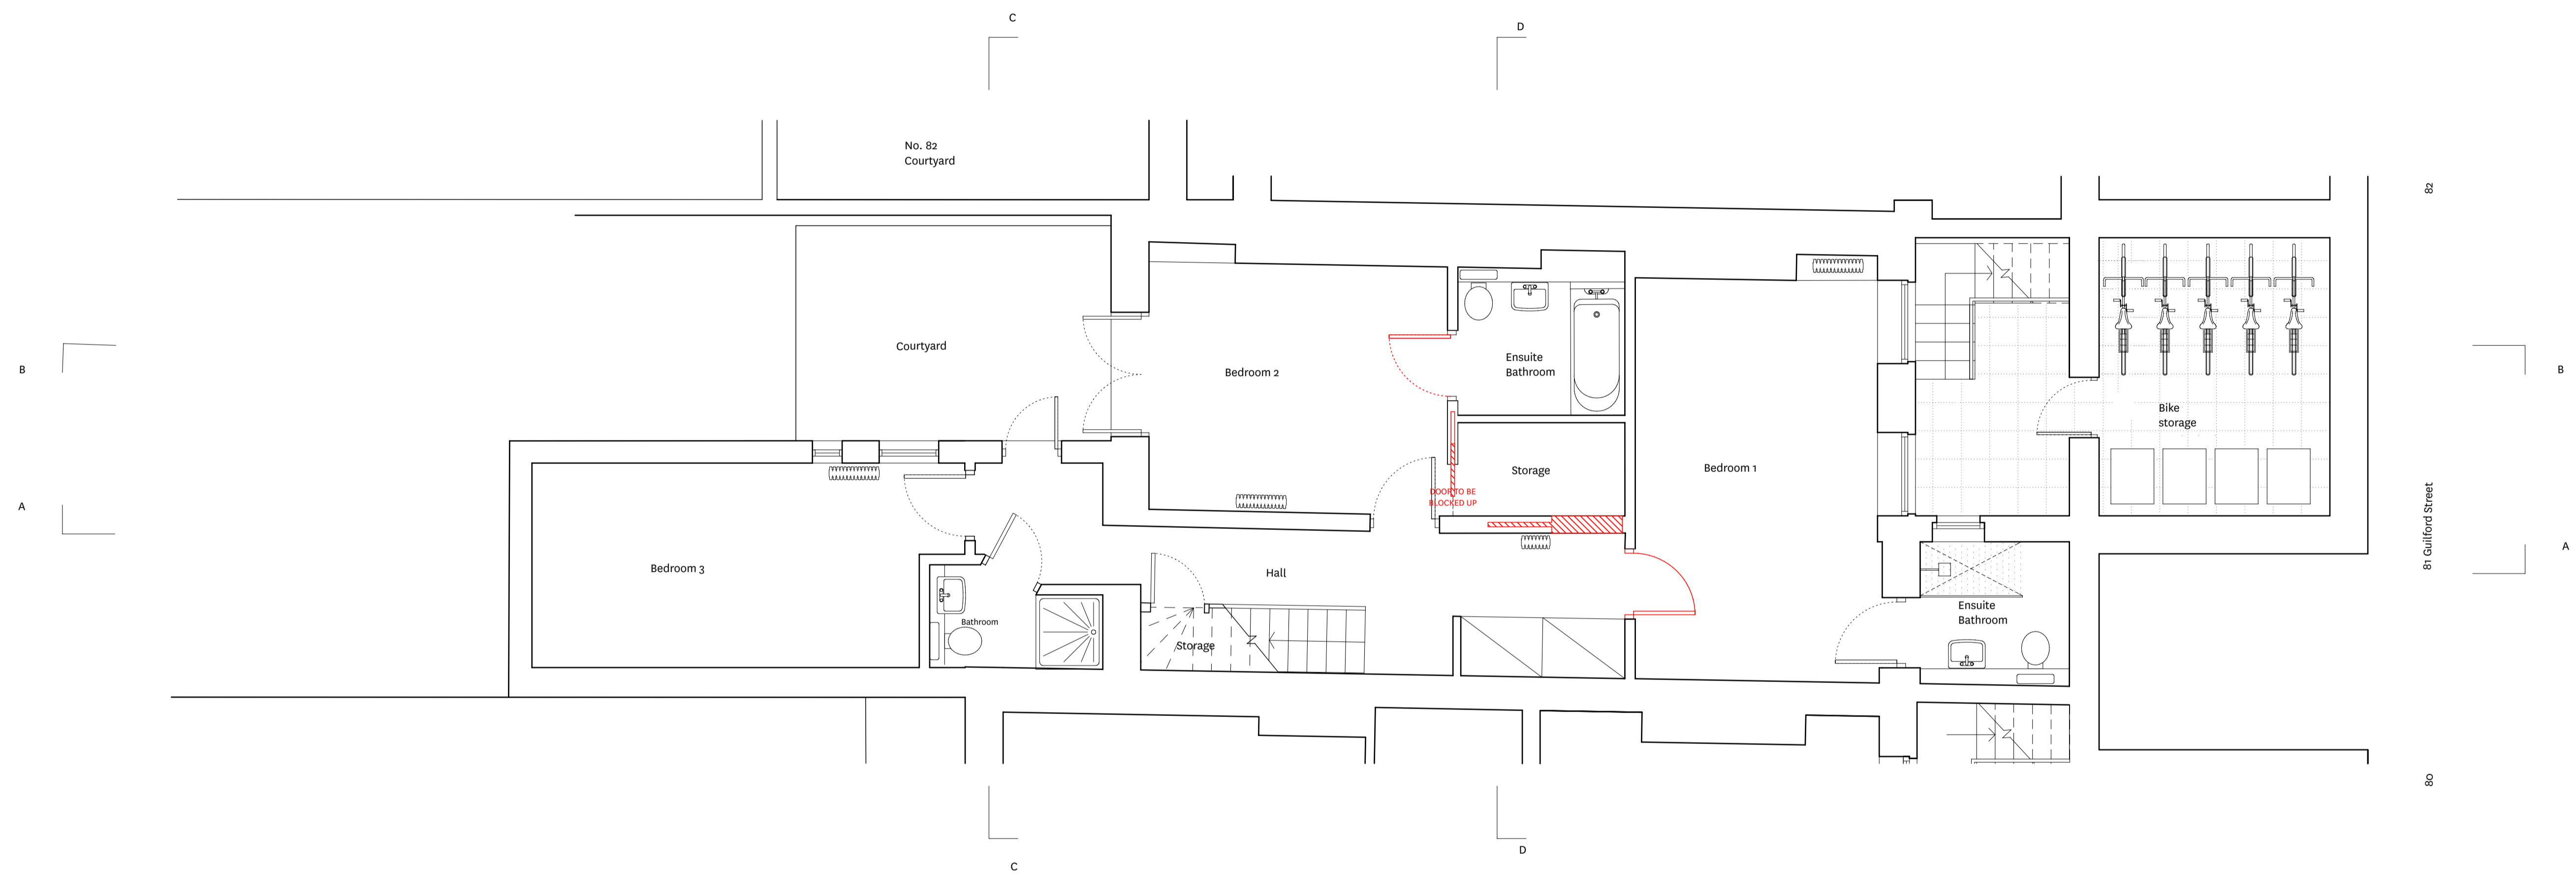 C
D
No. 82
Courtyard
82
Courtyard
B
Bedroom 2
Ensuite
Bathroom
B
Bike
storage
Storage
Bedroom 1
DOOR TO BE
BLOCKED UP
A
81 Guilford Street
A
Bedroom 3
Hall
Bathroom
Storage
Ensuite
Bathroom
80
C
D